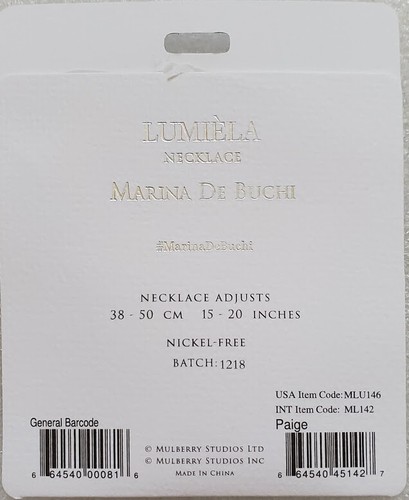 LUMIÈLA
NECKLACE
MARINA DE BUCHI
#MarinaDeBuchi
NECKLACE ADJUSTS
38 - 50 CM 15 - 20 INCHES
NICKEL-FREE
BATCH: 1218
USA Item Code: MLU146
INT Item Code: ML142
General Barcode
Paige
© MULBERRY STUDIOS LTD
© MULBERRY STUDIOS INC
MADE IN CHINA
6 64540 00081 6
6 64540 45142 7